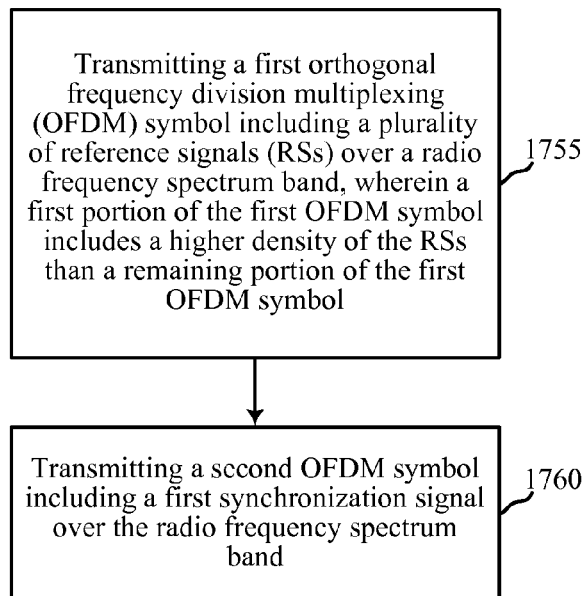 Transmitting a first orthogonal
frequency division multiplexing
(OFDM) symbol including a plurality
of reference signals (RSs) over a radio
frequency spectrum band, wherein a
first portion of the first OFDM symbol
includes a higher density of the RSs
than a remaining portion of the first
OFDM symbol
1755
Transmitting a second OFDM symbol
including a first synchronization signal
over the radio frequency spectrum
band
1760